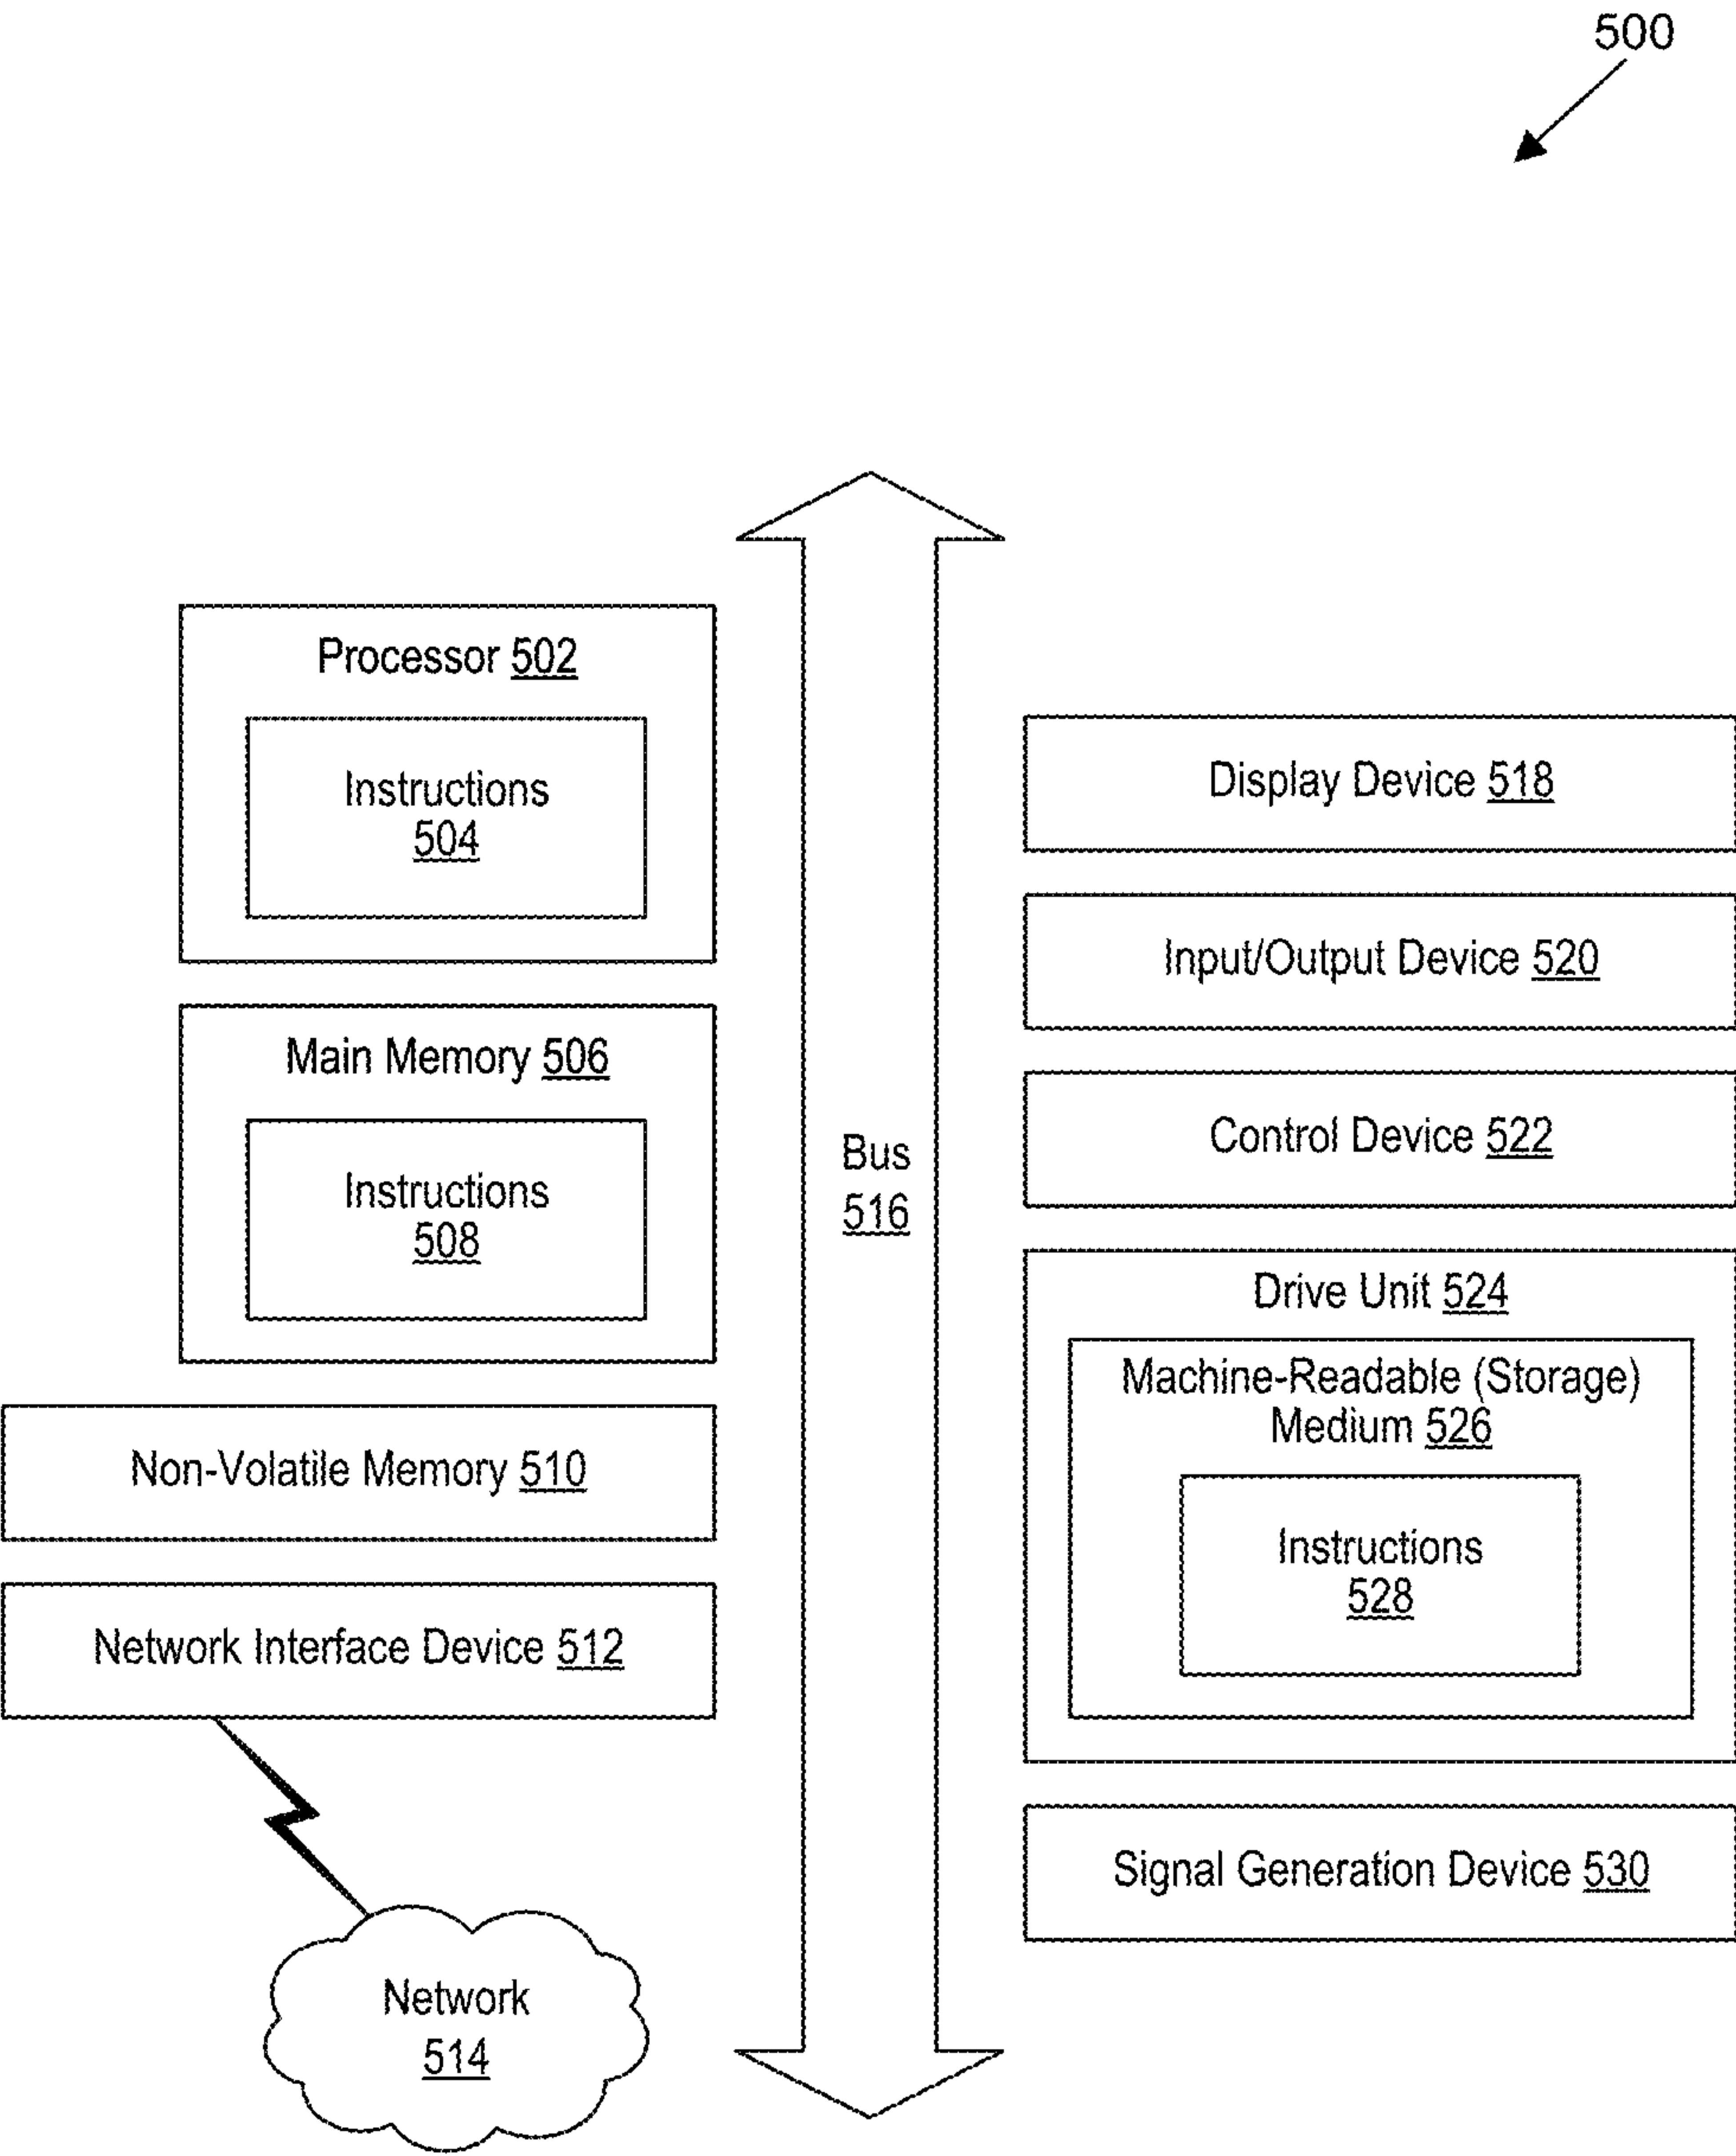 500
Processor 502
Instructions
504
Main Memory 506
Instructions
508
Non-Volatile Memory 510
Network Interface Device 512
Network
514
Bus
516
Display Device 518
Input/Output Device 520
Control Device 522
Drive Unit 524
Machine-Readable (Storage)
Medium 526
Instructions
528
Signal Generation Device 530